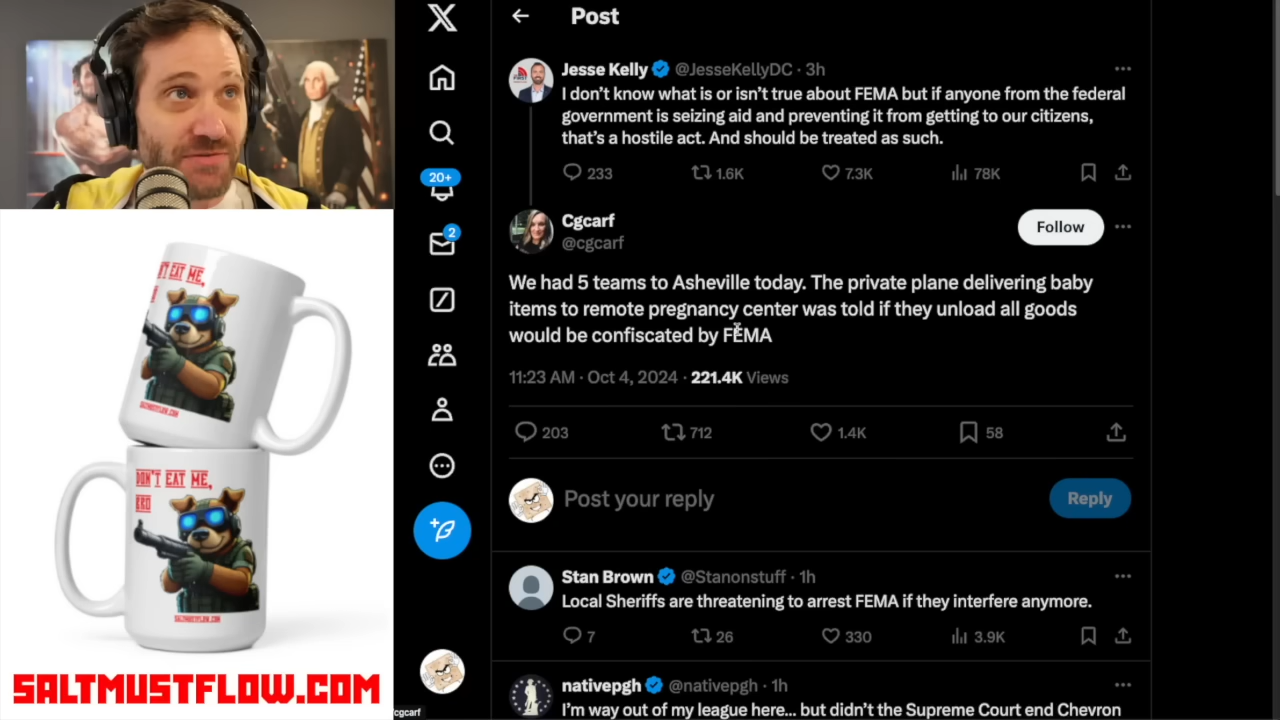 Post
Jesse Kelly @JesseKellyDC · 3h
I don't know what is or isn't true about FEMA but if anyone from the federal
government is seizing aid and preventing it from getting to our citizens,
that's a hostile act. And should be treated as such.
233 1.6K 7.3K 78K
20+
2
Cgcarf
@cgcarf
Follow
We had 5 teams to Asheville today. The private plane delivering baby
items to remote pregnancy center was told if they unload all goods
would be confiscated by FEMA
11:23 AM · Oct 4, 2024 · 221.4K Views
203 712 1.4K 58
Post your reply
Reply
Stan Brown @Stanonstuff · 1h
Local Sheriffs are threatening to arrest FEMA if they interfere anymore.
7 26 330 3.9K
nativepgh @nativepgh · 1h
I'm way out of my league here... but didn't the Supreme Court end Chevron
cgcarf
T EAT ME,
SALTMUSTFLOW.COM
DON'T EAT ME,
BRO
SALTMUSTFLOW.COM
SALTMUSTFLOW.COM